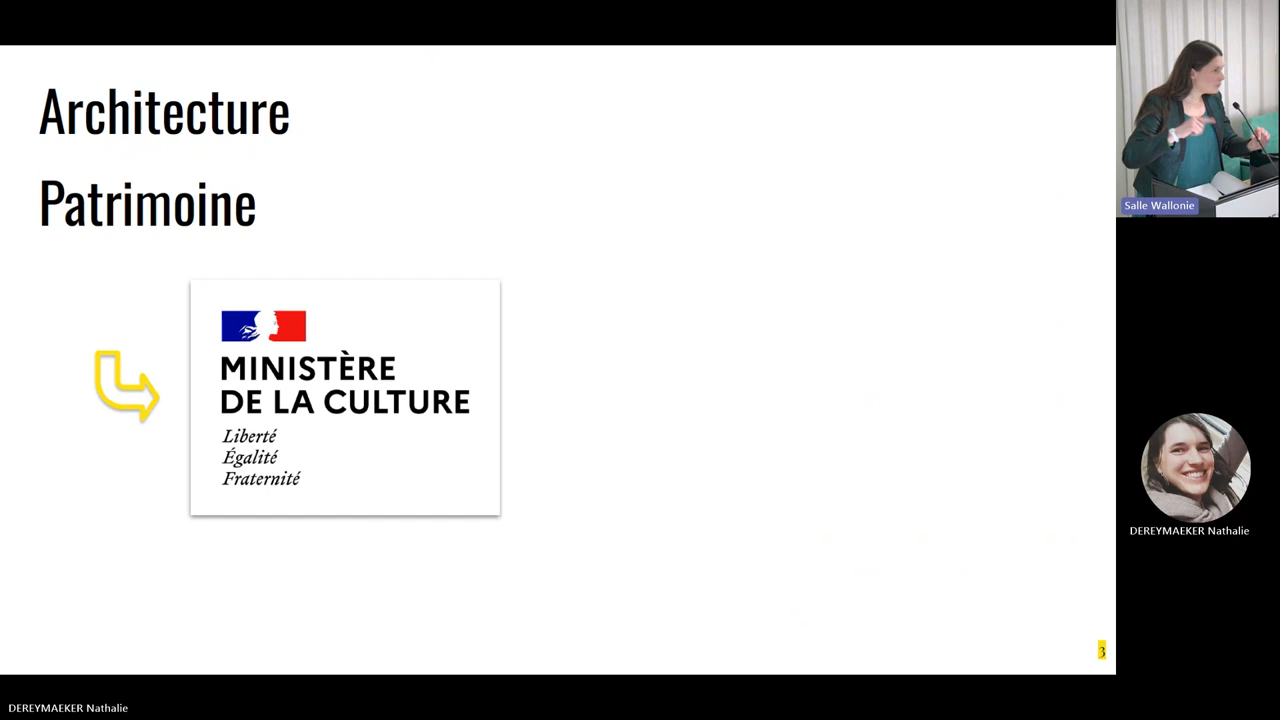 Architecture
Patrimoine
MINISTÈRE
DE LA CULTURE
Liberté
Égalité
Fraternité
3
Salle Wallonie
DEREYMAEKER Nathalie
DEREYMAEKER Nathalie